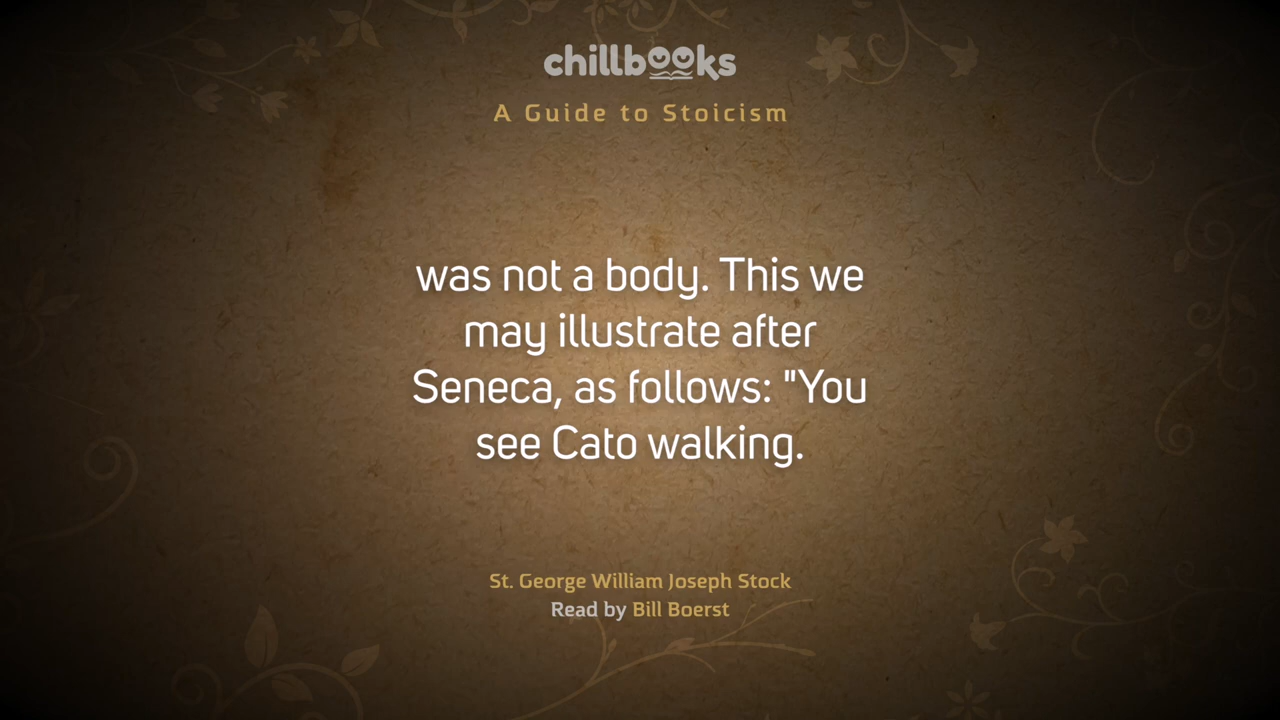 chillbooks
A Guide to Stoicism
was not a body. This we
may illustrate after
Seneca, as follows: "You
see Cato walking.
St. George William Joseph Stock
Read by Bill Boerst